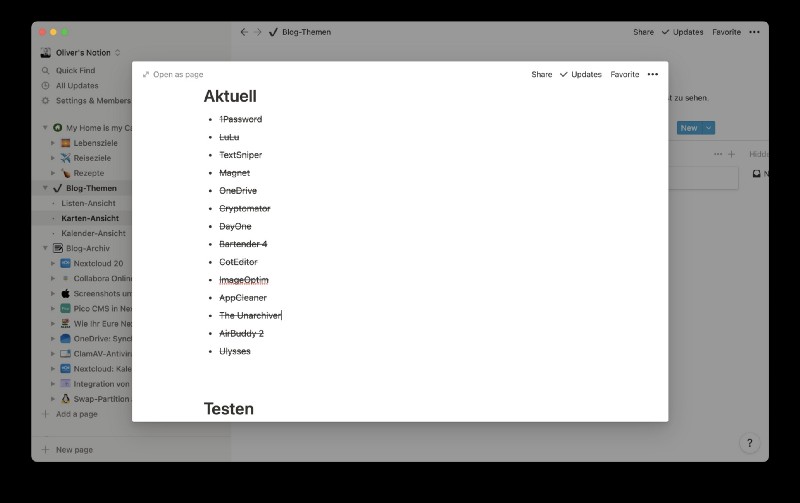 Oliver's Notion
Quick Find
All Updates
Settings & Members
My Home is my Ca
Lebensziele
Reiseziele
Rezepte
Blog-Themen
Listen-Ansicht
Karten-Ansicht
Kalender-Ansicht
Blog-Archiv
Nextcloud 20
Collabora Online
Screenshots un
Pico CMS in Ne
Wie Ihr Eure Ne
OneDrive: Sync
ClamAV-Antivir
Nextcloud: Kale
Integration von
Swap-Partition
Add a page
New page
Blog-Themen
Share Updates Favorite
t zu sehen.
New
Hidd
N
Open as page
Share Updates Favorite
Aktuell
1Password
LuLu
TextSniper
Magnet
OneDrive
Cryptomator
DayOne
Bartender 4
CotEditor
ImageOptim
AppCleaner
The Unarchiver
AirBuddy 2
Ulysses
Testen
?